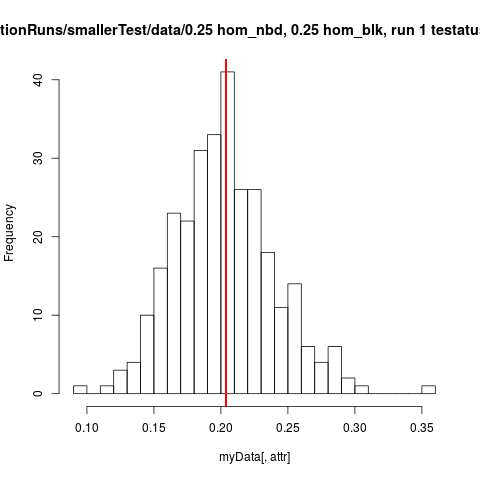 tionRuns/smallerTest/data/0.25 hom_nbd, 0.25 hom_blk, run 1 testatus
Frequency
40
30
20
10
0
0.10 0.15 0.20 0.25 0.30 0.35
myData[, attr]